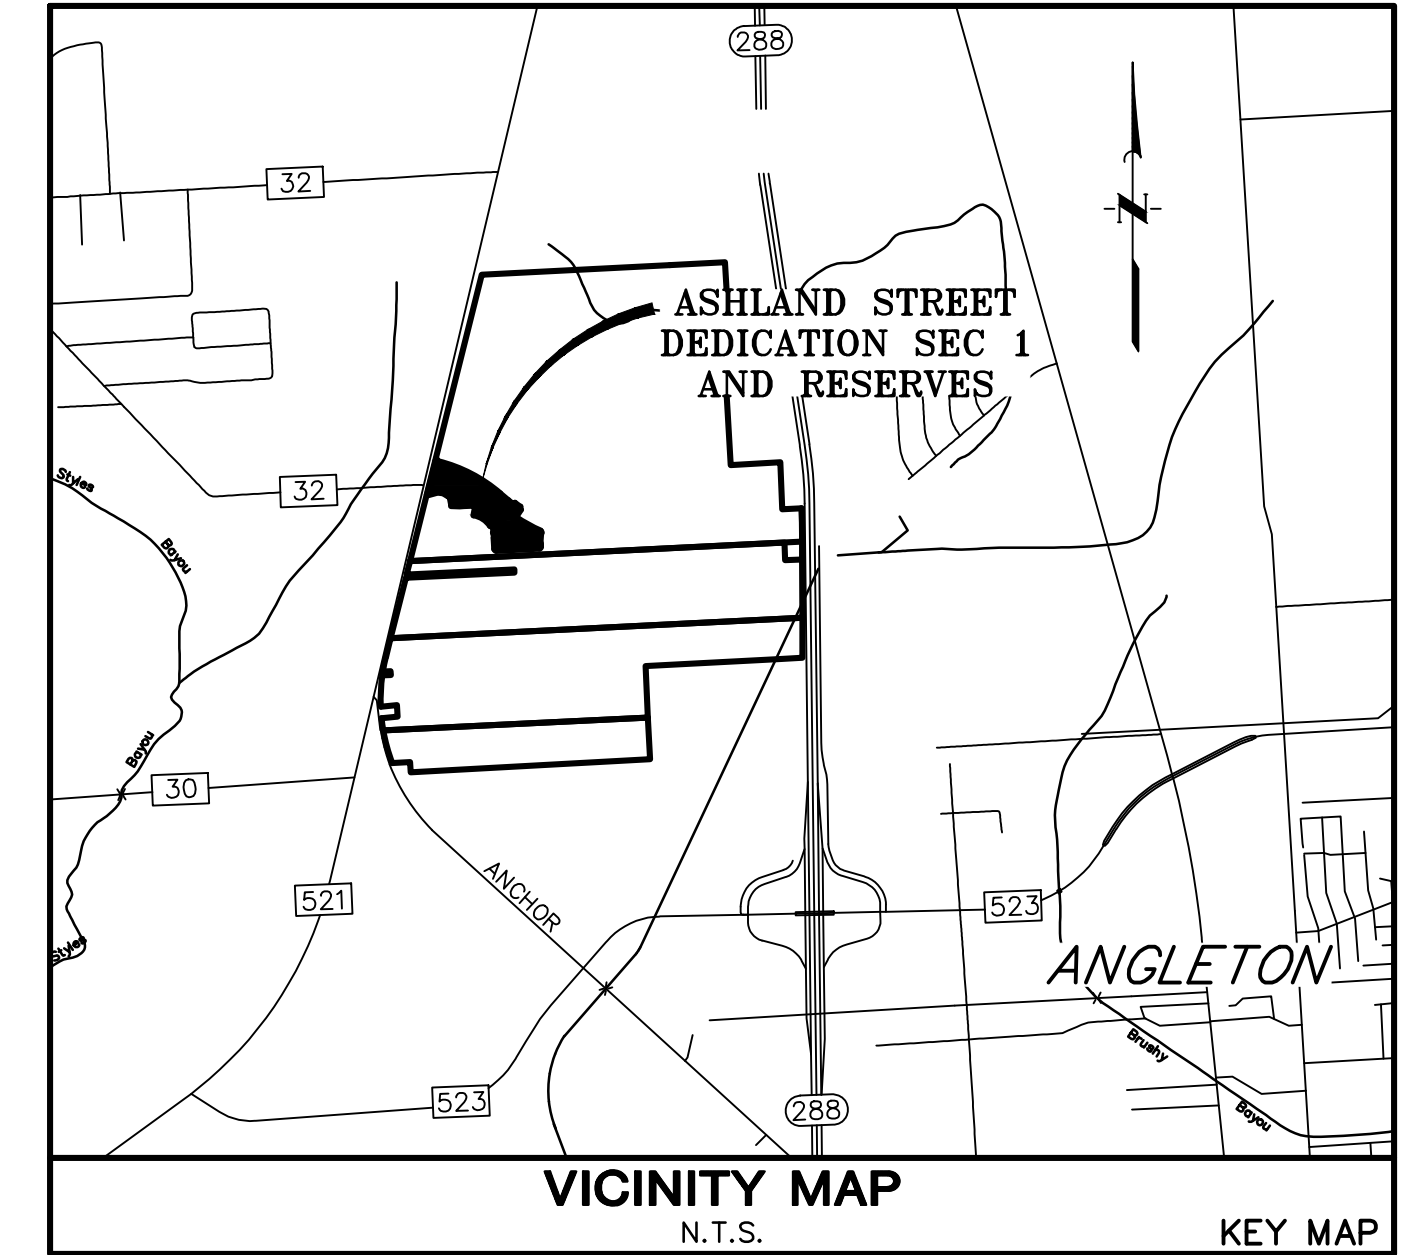 288
32
ASHLAND STREET
DEDICATION SEC 1
AND RESERVES
Styles
32
Bayou
Bayou
30
521
ANCHOR
523
Styles
ANGLETON
N
Brushy
523
288
Bayou
VICINITY MAP
N.T.S.
KEY MAP